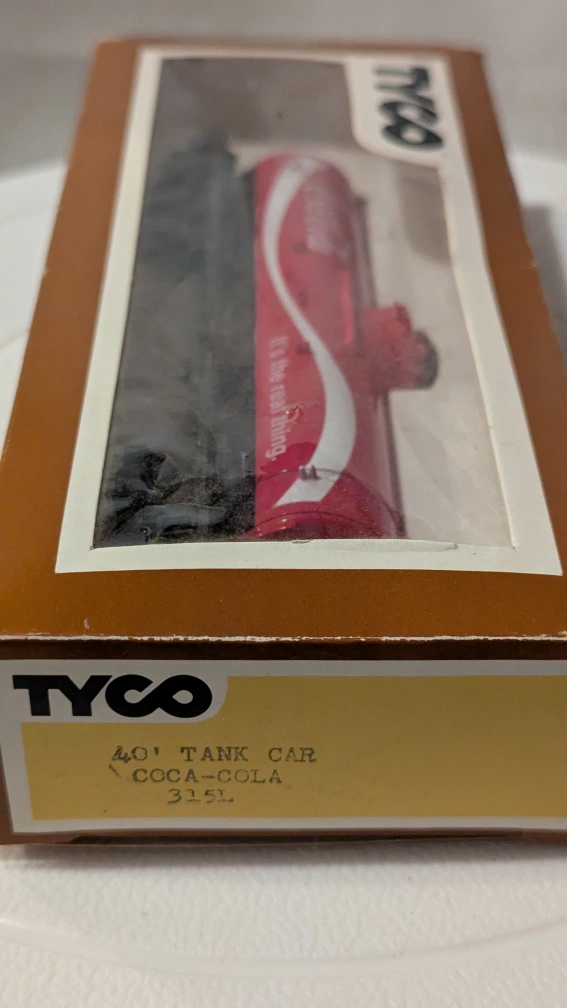 TYCO
It's the real thing.
TYCO
40' TANK CAR
COCA-COLA
315L